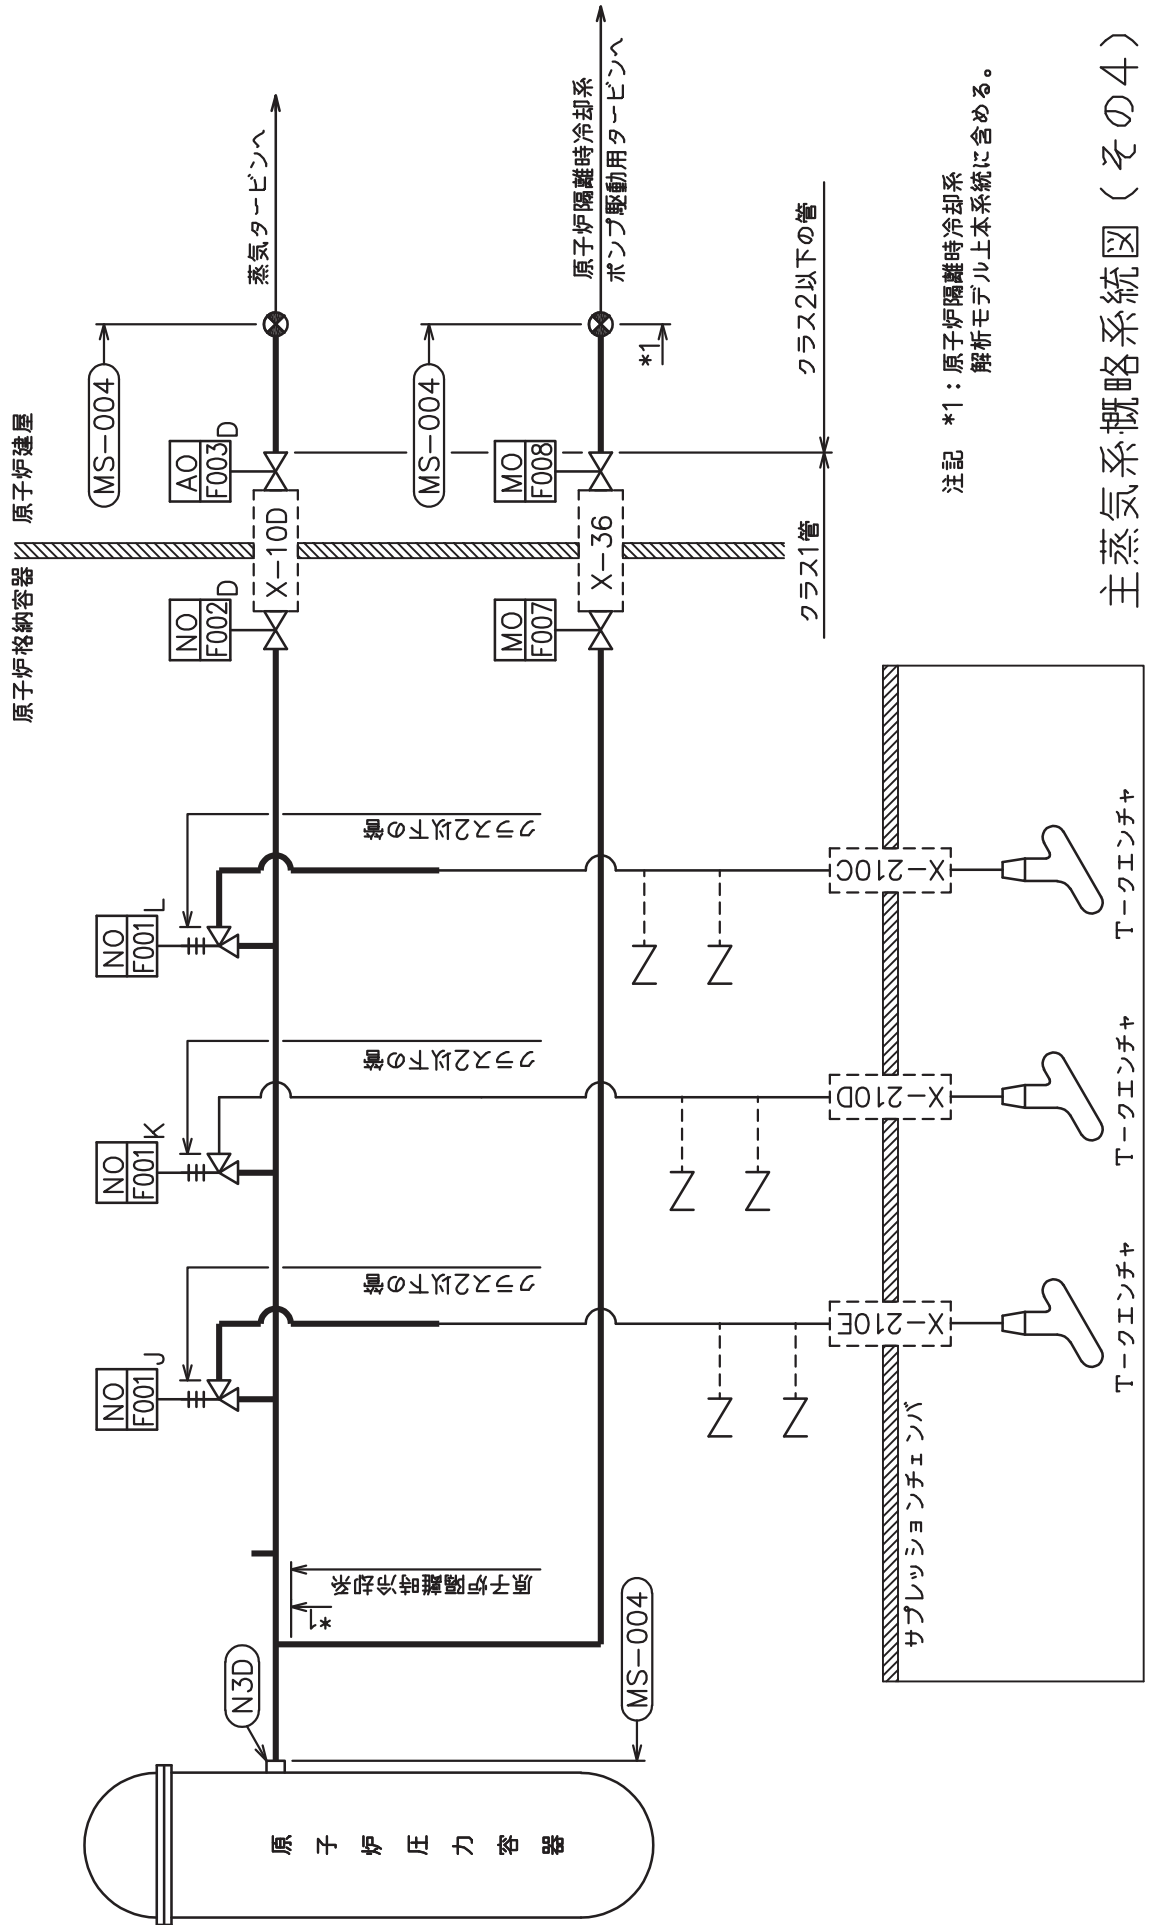 原子炉圧力容器
N3D
MS-004
*1
原子炉隔離時冷却系
NO
F001
J
クラス2以下の管
NO
F001
K
クラス2以下の管
NO
F001
L
クラス2以下の管
原子炉格納容器
原子炉建屋
NO
F002
D
X-10D
AO
F003
D
MS-004
蒸気タービンへ
MO
F007
X-36
MO
F008
MS-004
*1
原子炉隔離時冷却系
ポンプ駆動用タービンへ
クラス1管
クラス2以下の管
サプレッションチェンバ
X-210E
T-クエンチャ
X-210D
T-クエンチャ
X-210C
T-クエンチャ
注記 *1:原子炉隔離時冷却系
解析モデル上本系統に含める。
主蒸気系概略系統図(その4)